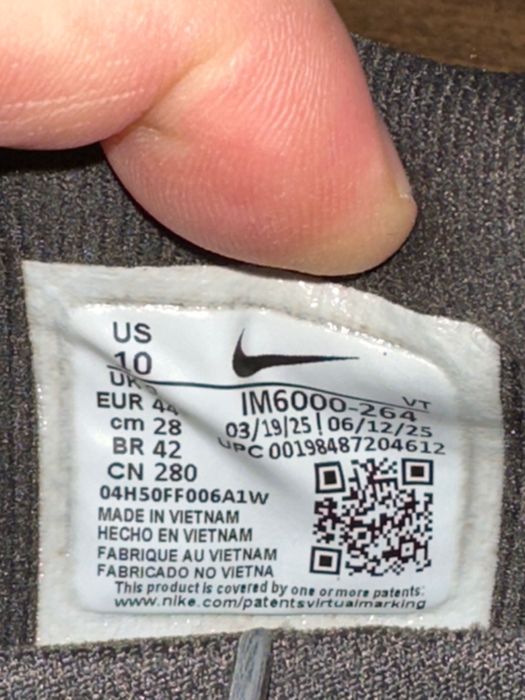 US
10
UK 9
EUR 44
cm 28
BR 42
CN 280
VT
IM6000-264
03/19/25 | 06/12/25
UPC 00198487204612
04H50FF006A1W
MADE IN VIETNAM
HECHO EN VIETNAM
FABRIQUE AU VIETNAM
FABRICADO NO VIETNA
This product is covered by one or more patents:
www.nike.com/patentsvirtualmarking